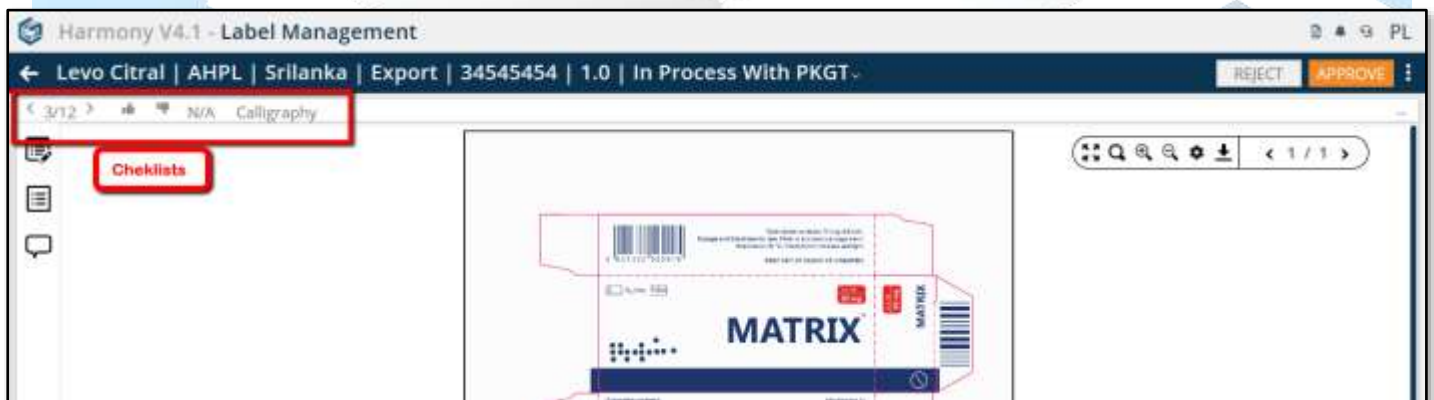 Harmony V4.1 - Label Management
PL
Levo Citral | AHPL | Srilanka | Export | 34545454 | 1.0 | In Process With PKGT
REJECT
APPROVE
3/12
N/A
Calligraphy
Cheklists
1 / 1
MATRIX
MATRIX